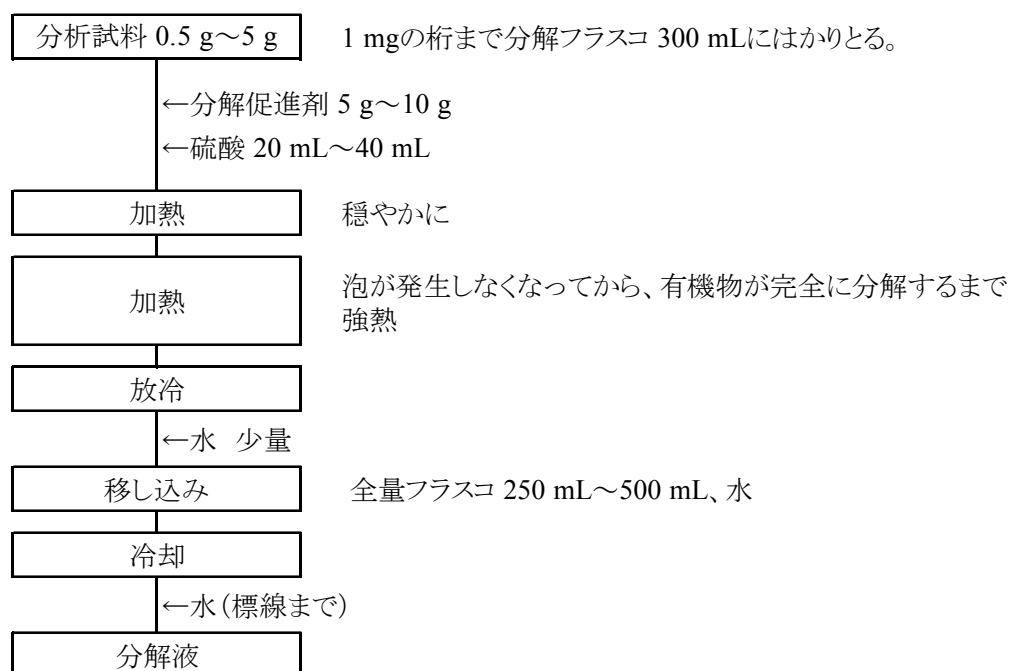 分析試料 0.5 g～5 g
1 mgの桁まで分解フラスコ 300 mLにはかりとる。
←分解促進剤 5 g～10 g
←硫酸 20 mL～40 mL
加熱
穏やかに
加熱
泡が発生しなくなってから、有機物が完全に分解するまで
強熱
放冷
←水 少量
移し込み
全量フラスコ 250 mL～500 mL、水
冷却
←水（標線まで）
分解液